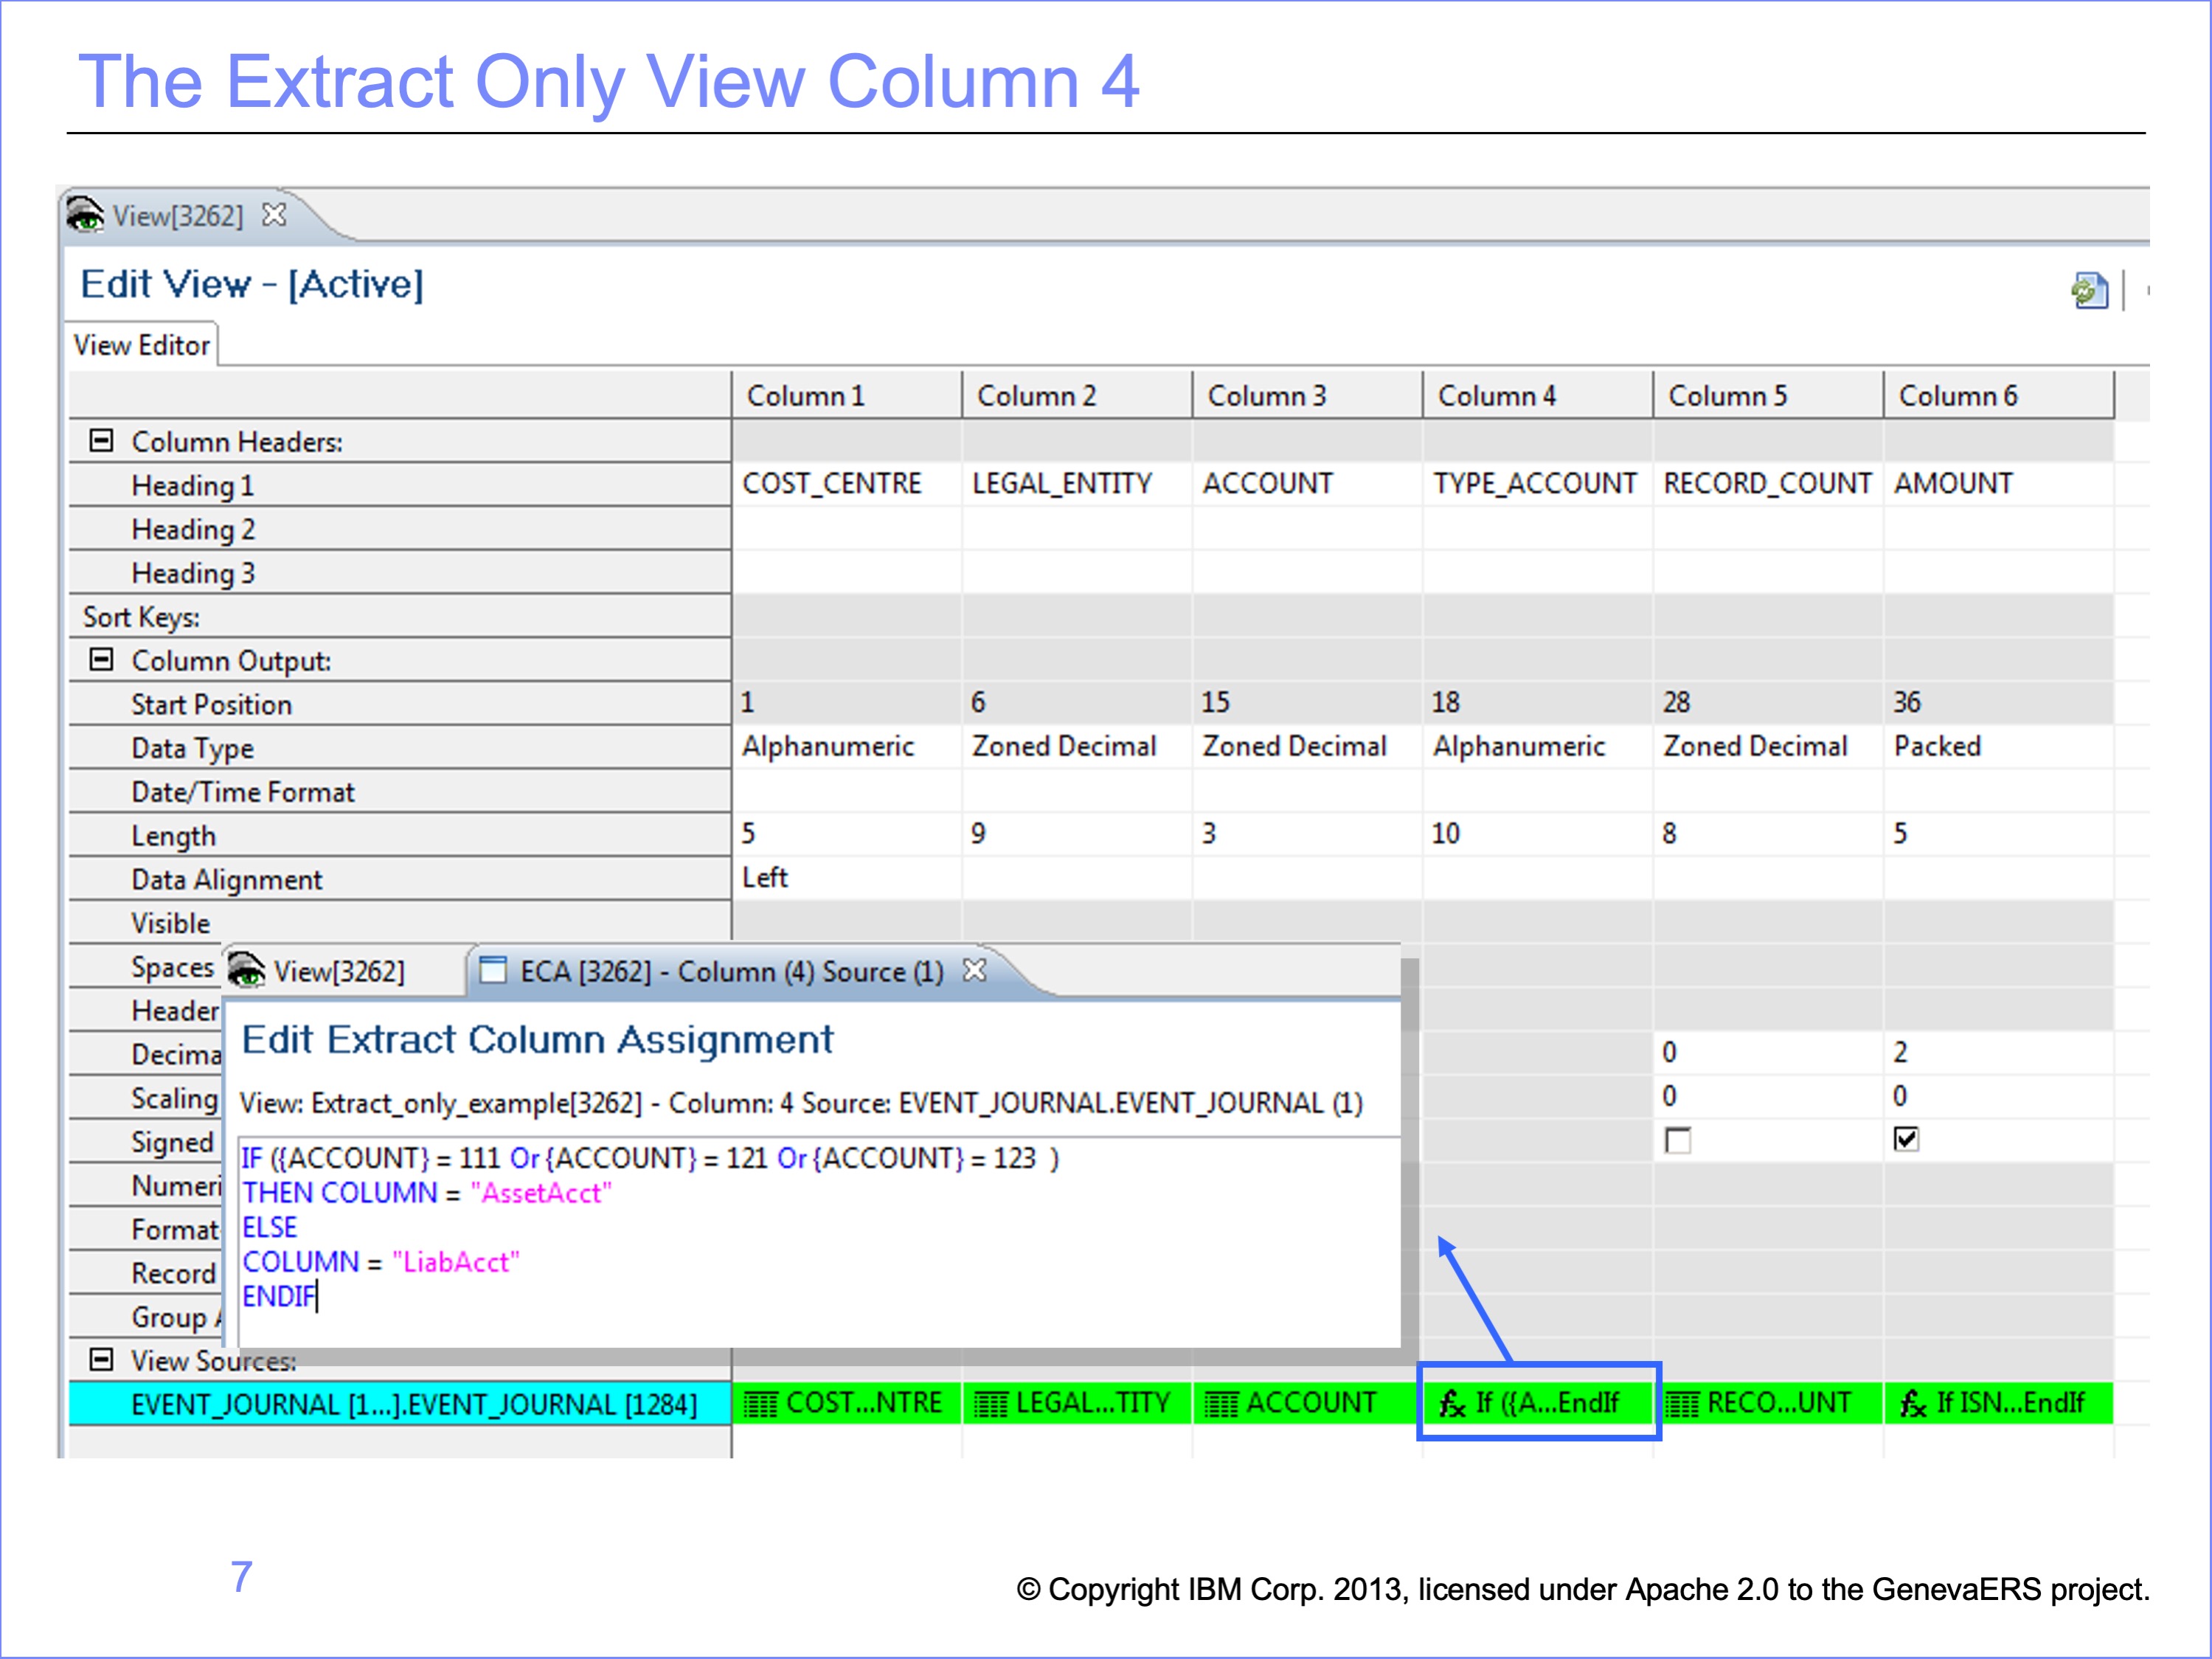 The Extract Only View Column 4
View[3262]
Edit View - [Active]
View Editor
Column 1 Column 2 Column 3 Column 4 Column 5 Column 6
Column Headers:
Heading 1 COST_CENTRE LEGAL_ENTITY ACCOUNT TYPE_ACCOUNT RECORD_COUNT AMOUNT
Heading 2
Heading 3
Sort Keys:
Column Output:
Start Position 1 6 15 18 28 36
Data Type Alphanumeric Zoned Decimal Zoned Decimal Alphanumeric Zoned Decimal Packed
Date/Time Format
Length 5 9 3 10 8 5
Data Alignment Left
Visible
Spaces
Header
Decima 0 2
Scaling 0 0
Signed
Numeri
Format
Record
Group A
View[3262] ECA [3262] - Column (4) Source (1)
Edit Extract Column Assignment
View: Extract_only_example[3262] - Column: 4 Source: EVENT_JOURNAL.EVENT_JOURNAL (1)
IF ({ACCOUNT} = 111 Or {ACCOUNT} = 121 Or {ACCOUNT} = 123 )
THEN COLUMN = "AssetAcct"
ELSE
COLUMN = "LiabAcct"
ENDIF
View Sources:
EVENT_JOURNAL [1...].EVENT_JOURNAL [1284] COST...NTRE LEGAL...TITY ACCOUNT fx If ({A...EndIf RECO...UNT fx If ISN...EndIf
7
© Copyright IBM Corp. 2013, licensed under Apache 2.0 to the GenevaERS project.